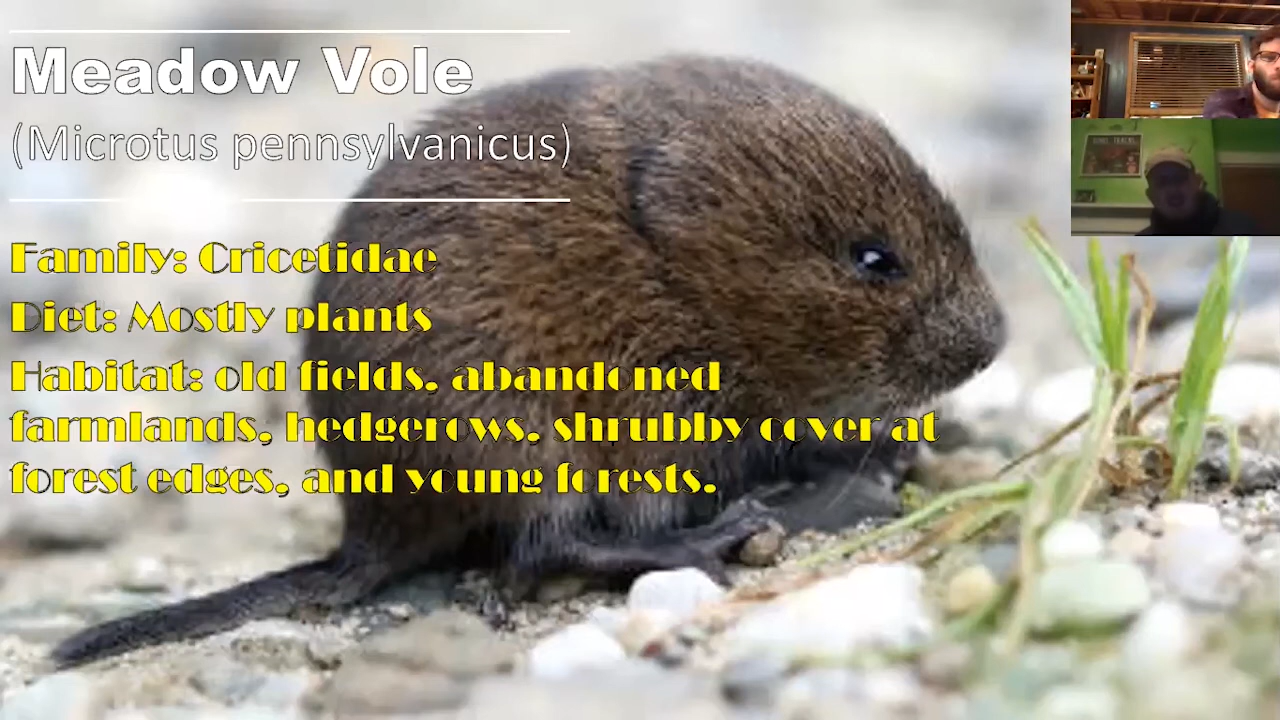 Meadow Vole
(Microtus pennsylvanicus)
Family: Cricetidae
Diet: Mostly plants
Habitat: old fields, abandoned
farmlands, hedgerows, shrubby cover at
forest edges, and young forests.